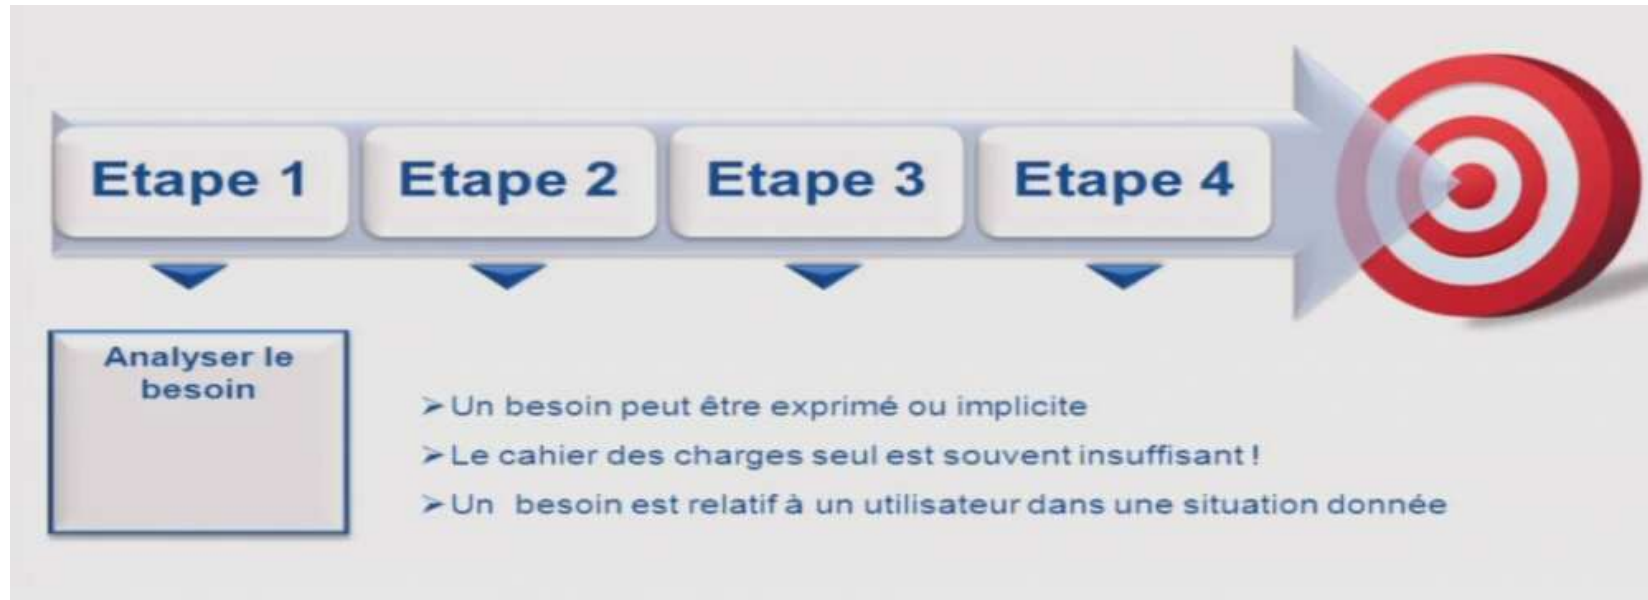 Etape 1
Etape 2
Etape 3
Etape 4
Analyser le
besoin
➢Un besoin peut être exprimé ou implicite
➢Le cahier des charges seul est souvent insuffisant !
➢Un besoin est relatif à un utilisateur dans une situation donnée